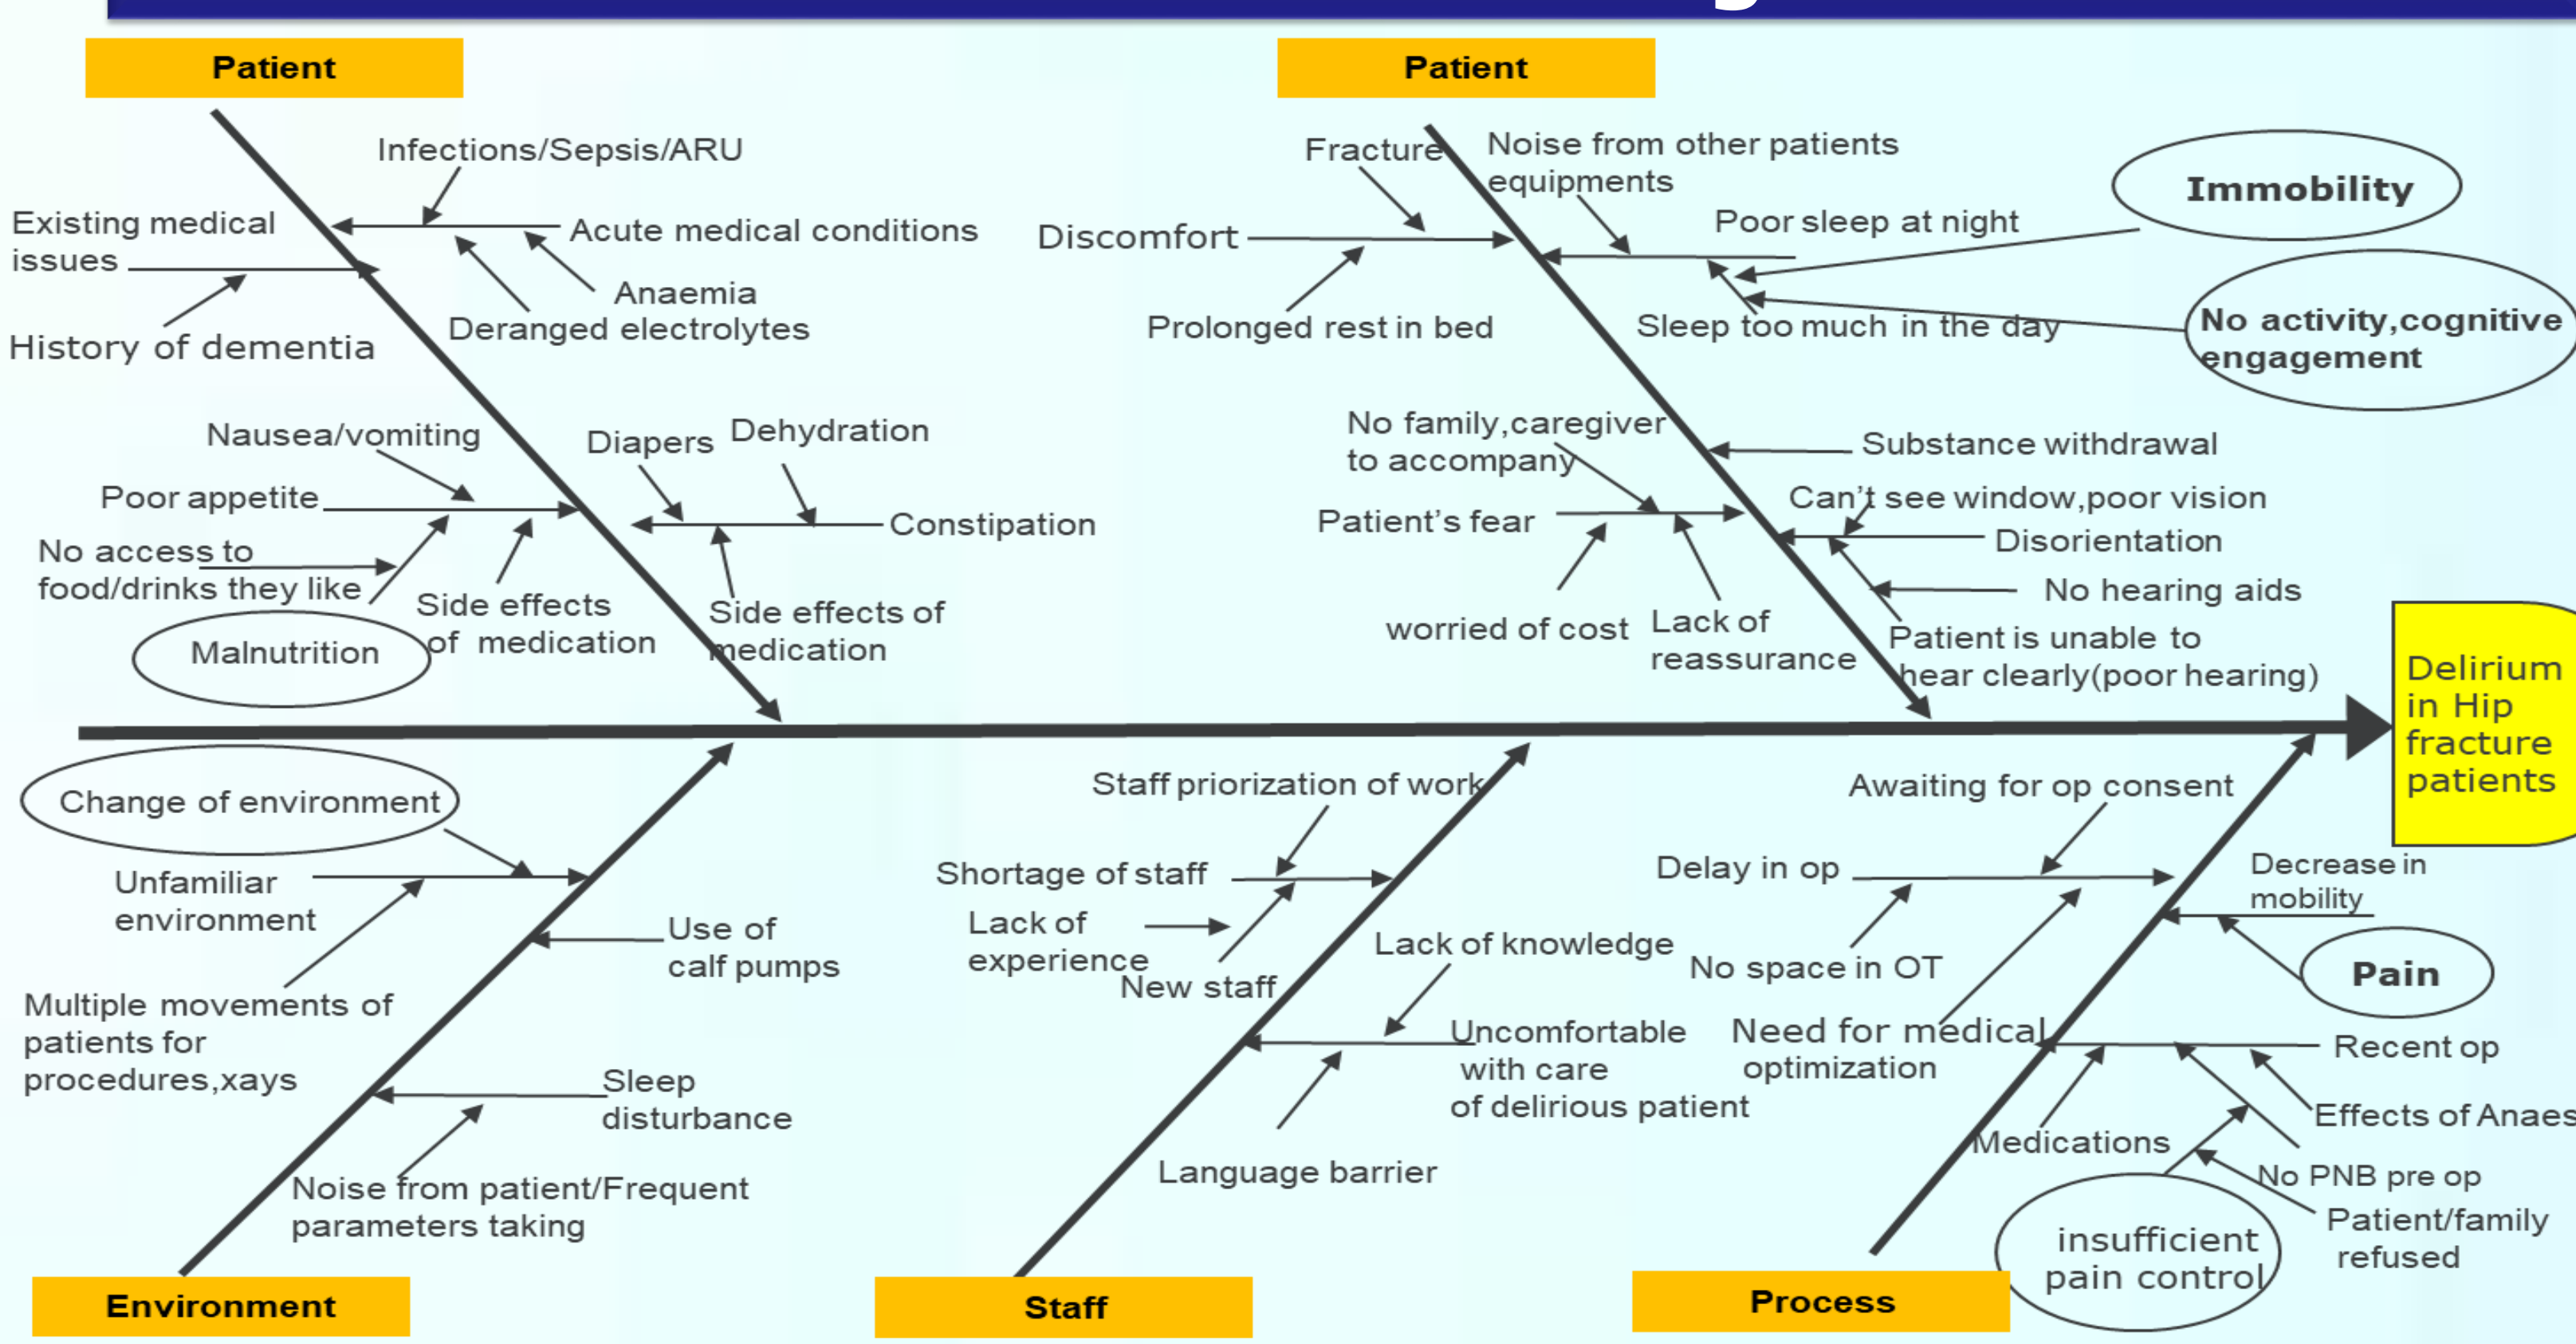 Patient
Infections/Sepsis/ARU
Existing medical
issues
Acute medical conditions
Anaemia
Deranged electrolytes
History of dementia
Nausea/vomiting
Diapers
Dehydration
Poor appetite
Constipation
No access to
food/drinks they like
Side effects
of medication
Side effects of
medication
Malnutrition
Patient
Fracture
Noise from other patients
equipments
Immobility
Poor sleep at night
Discomfort
Prolonged rest in bed
Sleep too much in the day
No activity,cognitive
engagement
No family,caregiver
to accompany
Substance withdrawal
Can't see window,poor vision
Patient's fear
Disorientation
No hearing aids
worried of cost
Lack of
reassurance
Patient is unable to
hear clearly(poor hearing)
Delirium
in Hip
fracture
patients
Change of environment
Unfamiliar
environment
Use of
calf pumps
Multiple movements of
patients for
procedures,xays
Sleep
disturbance
Noise from patient/Frequent
parameters taking
Environment
Staff priorization of work
Shortage of staff
Lack of
experience
New staff
Lack of knowledge
Uncomfortable
with care
of delirious patient
Language barrier
Staff
Awaiting for op consent
Delay in op
Decrease in
mobility
No space in OT
Pain
Need for medical
optimization
Recent op
Effects of Anaes
Medications
No PNB pre op
Patient/family
refused
insufficient
pain control
Process